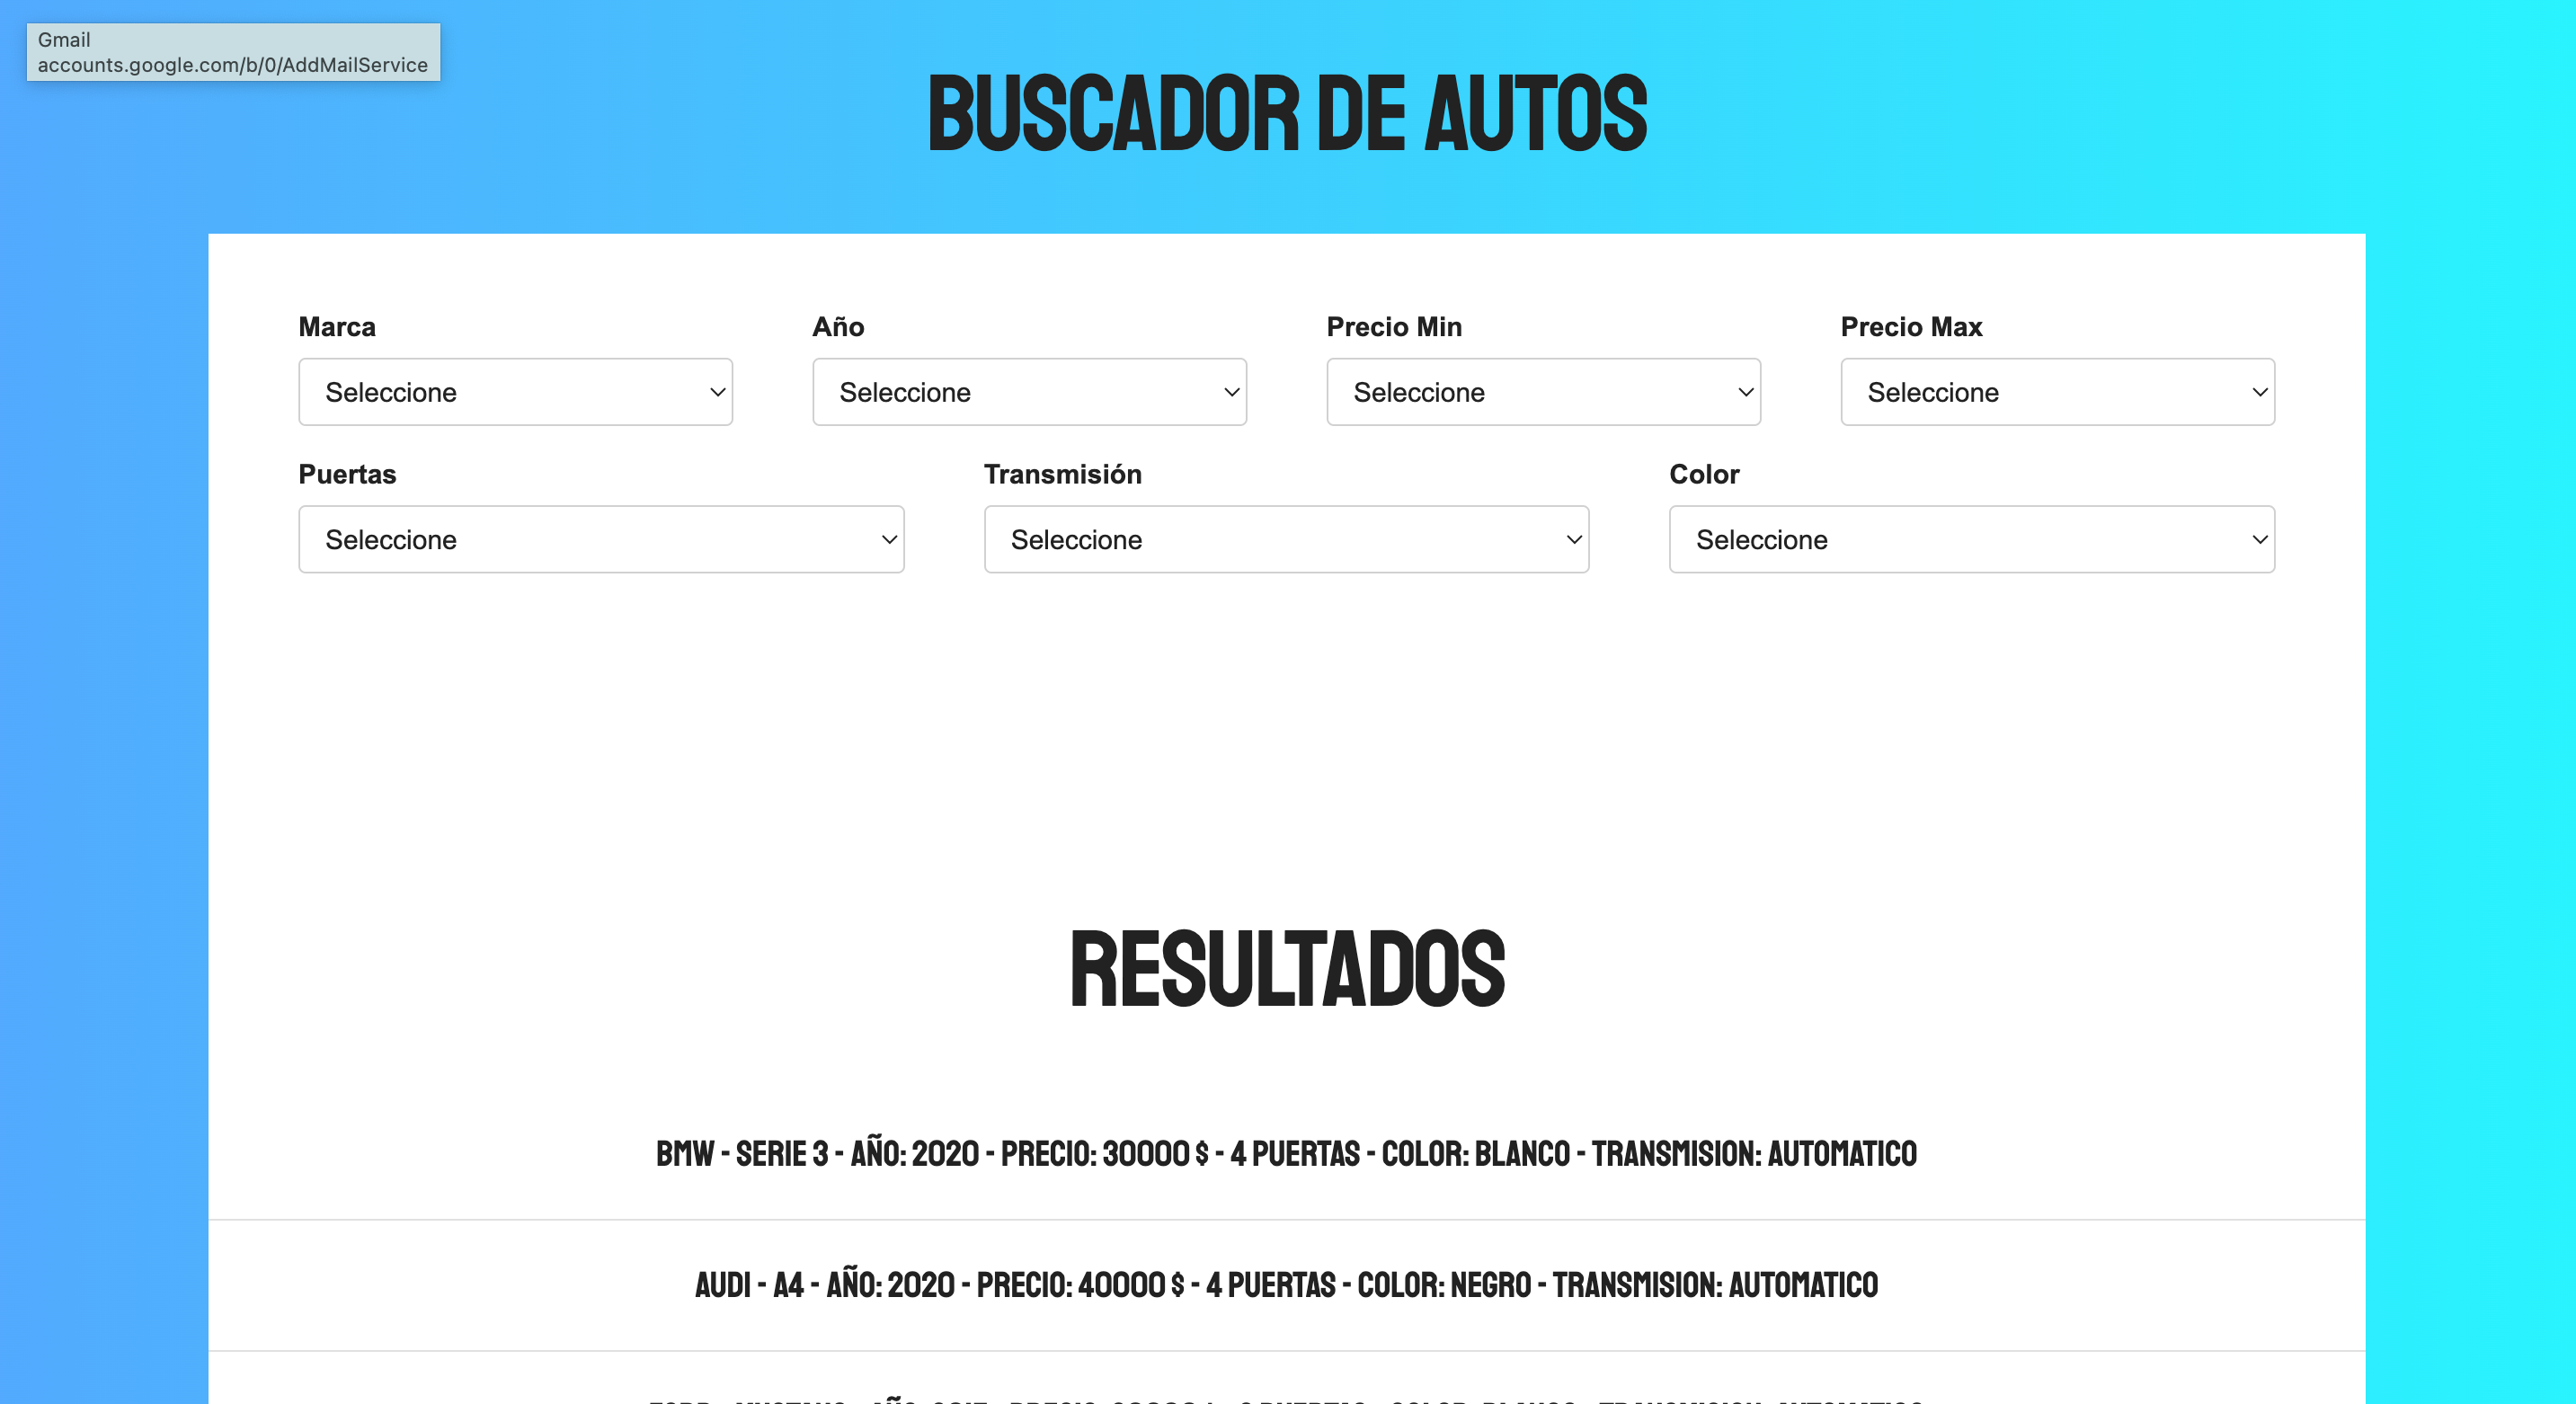 Gmail
accounts.google.com/b/0/AddMailService
BUSCADOR DE AUTOS
Marca
Año
Precio Min
Precio Max
Seleccione
Seleccione
Seleccione
Seleccione
Puertas
Transmisión
Color
Seleccione
Seleccione
Seleccione
RESULTADOS
BMW - SERIE 3 - AÑO: 2020 - PRECIO: 30000 $ - 4 PUERTAS - COLOR: BLANCO - TRANSMISION: AUTOMATICO
AUDI - A4 - AÑO: 2020 - PRECIO: 40000 $ - 4 PUERTAS - COLOR: NEGRO - TRANSMISION: AUTOMATICO